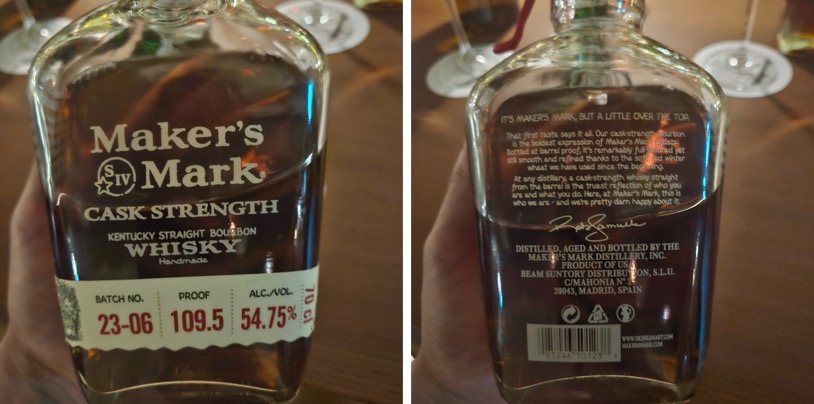 Maker's
S IV
Mark.
CASK STRENGTH
KENTUCKY STRAIGHT BOURBON
WHISKY
Handmade
BATCH NO.
23-06
PROOF
109.5
ALC./VOL.
54.75%
70 cl
IT'S MAKER'S MARK, BUT A LITTLE OVER THE TOP.
That first taste says it all. Our cask-strength bourbon
is the boldest expression of Maker's Mark to date.
Bottled at barrel proof, it's remarkably full-flavored yet
still smooth and refined thanks to the soft red winter
wheat we have used since the beginning.
At any distillery, a cask-strength whisky straight
from the barrel is the truest reflection of who you
are and what you do. Here, at Maker's Mark, this is
who we are - and we're pretty darn happy about it.
Rob Samuels
DISTILLED, AGED AND BOTTLED BY THE
MAKER'S MARK DISTILLERY, INC.
PRODUCT OF USA
BEAM SUNTORY DISTRIBUTION, S.L.U.
C/MAHONIA Nº
28043, MADRID, SPAIN
WWW.DRINKSMART.COM
MAKERSMARK.COM